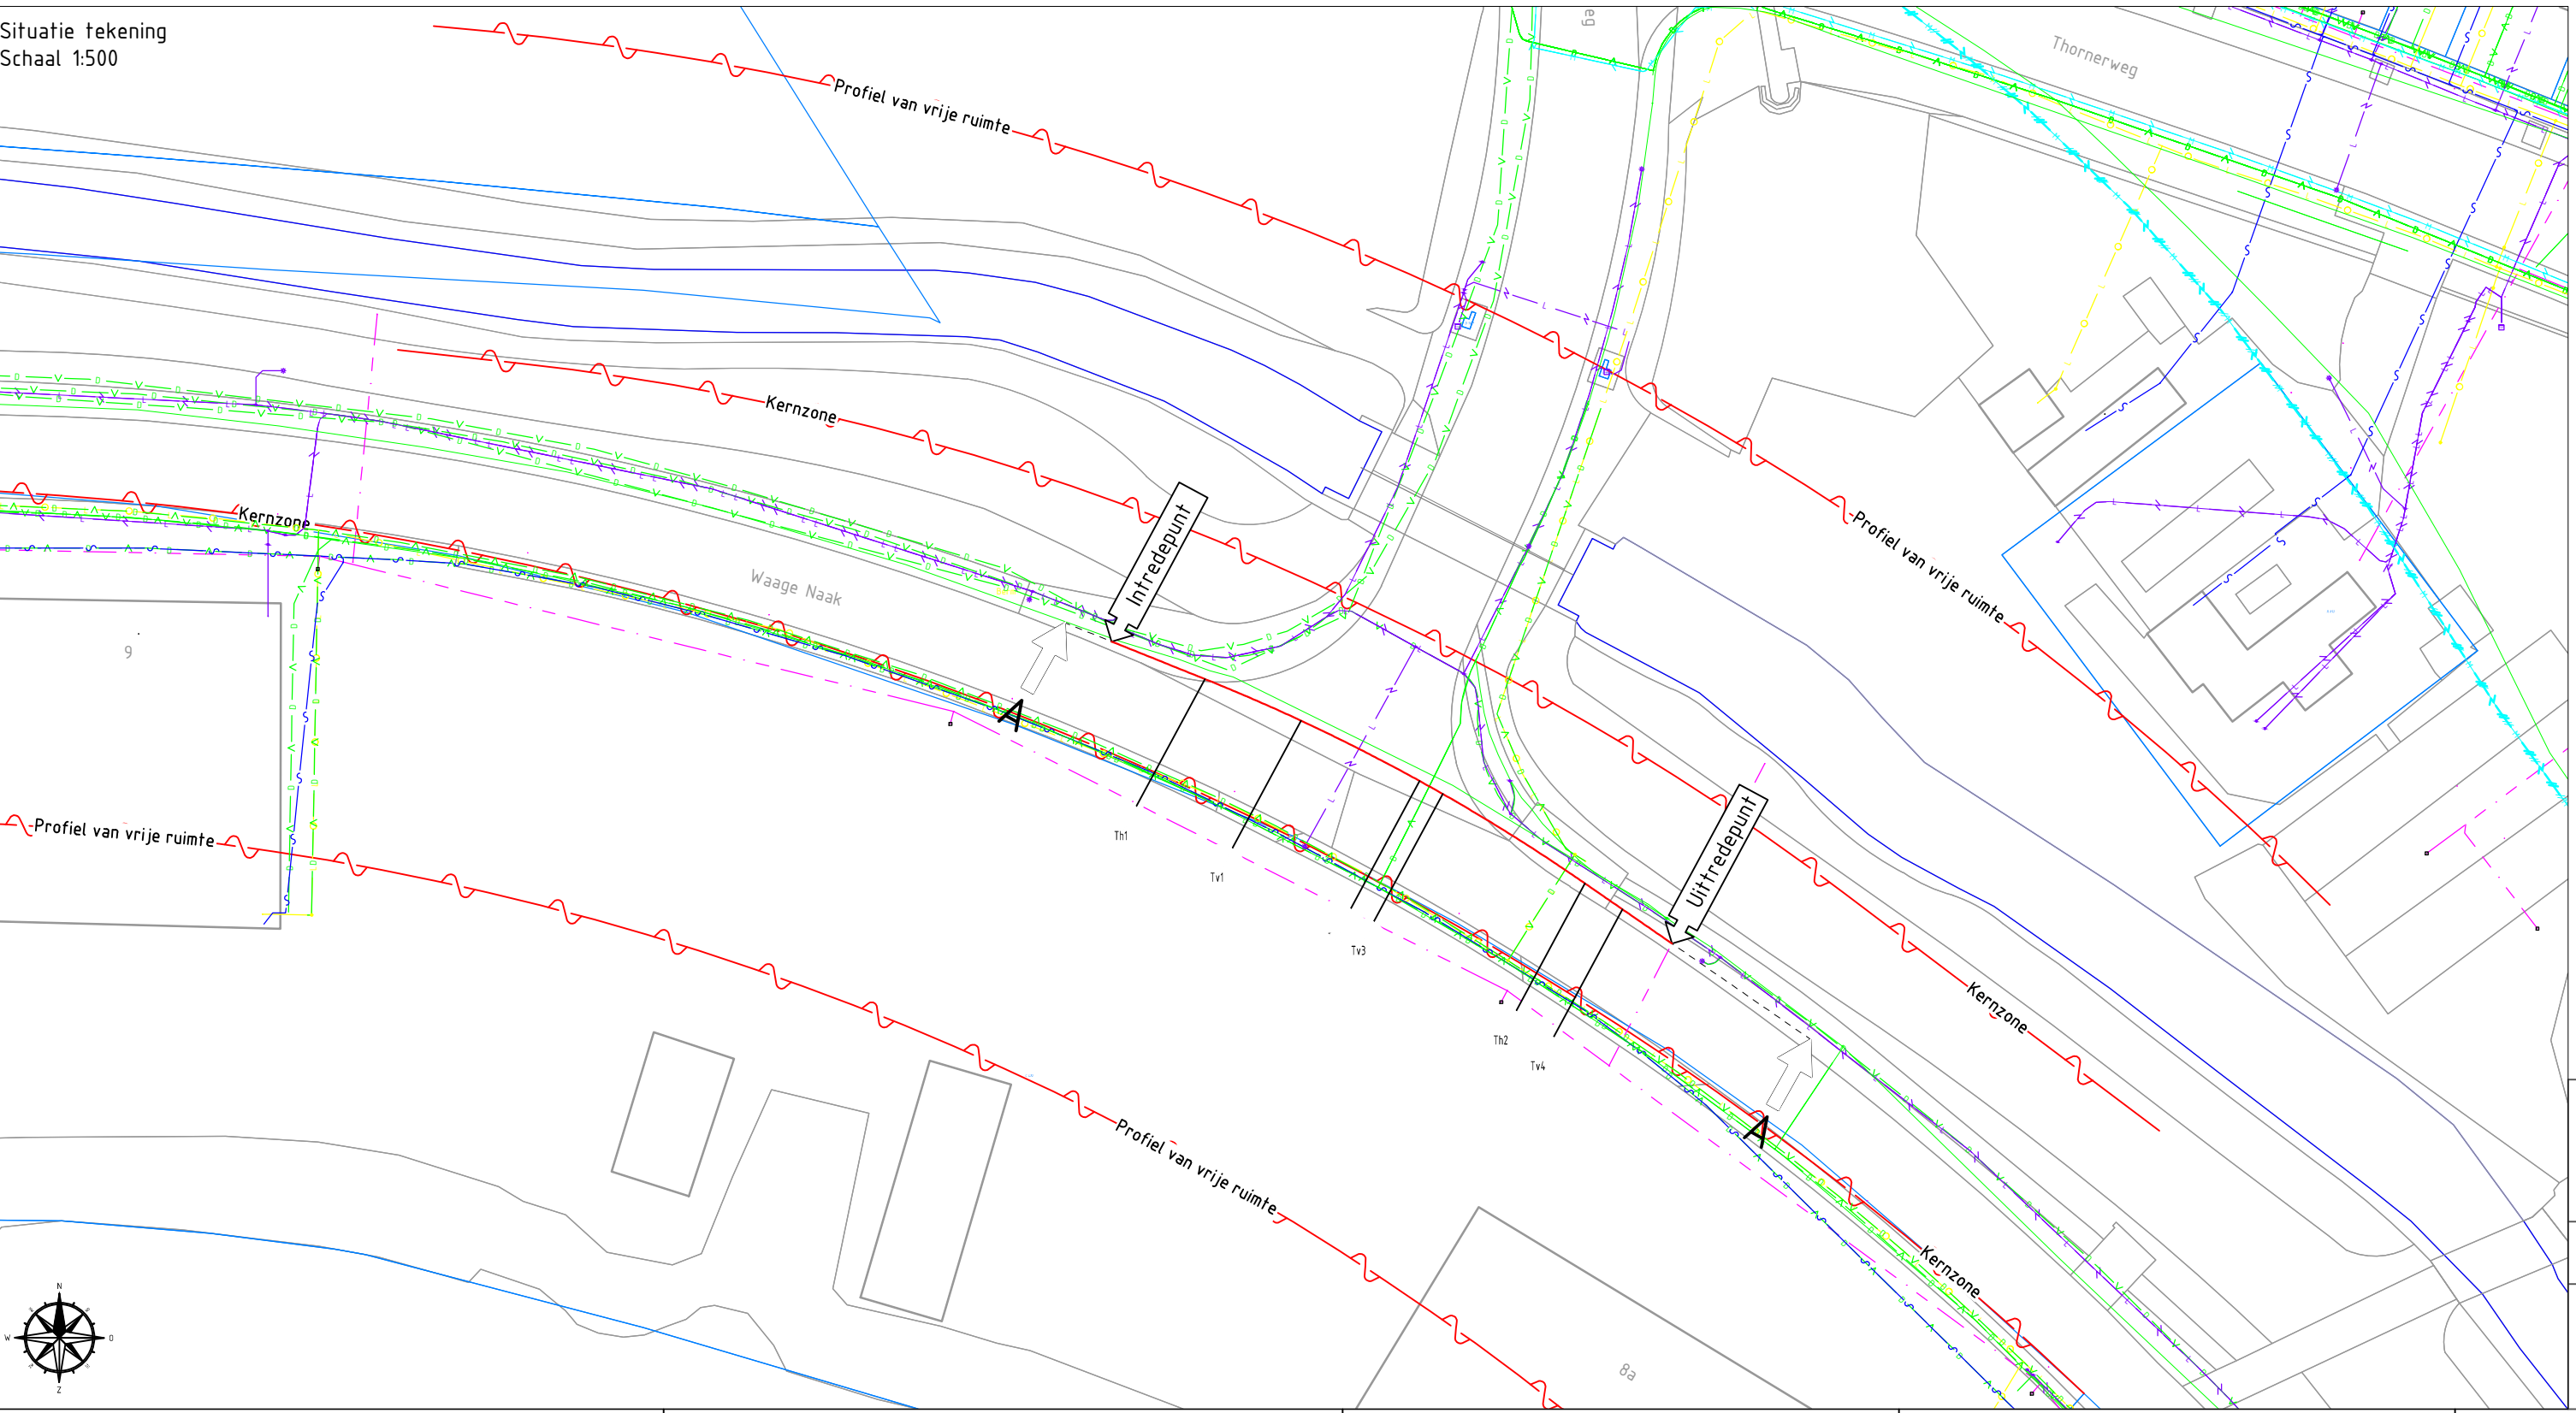 Situatie tekening
Schaal 1:500
eg
Thornerweg
Profiel van vrije ruimte
Kernzone
Kernzone
Intredepunt
Profiel van vrije ruimte
Waage Naak
9
A
Profiel van vrije ruimte
Th1
Tv1
Uittredepunt
Tv3
Kernzone
Th2
Tv4
A
Profiel van vrije ruimte
Kernzone
8a
N
W
O
Z